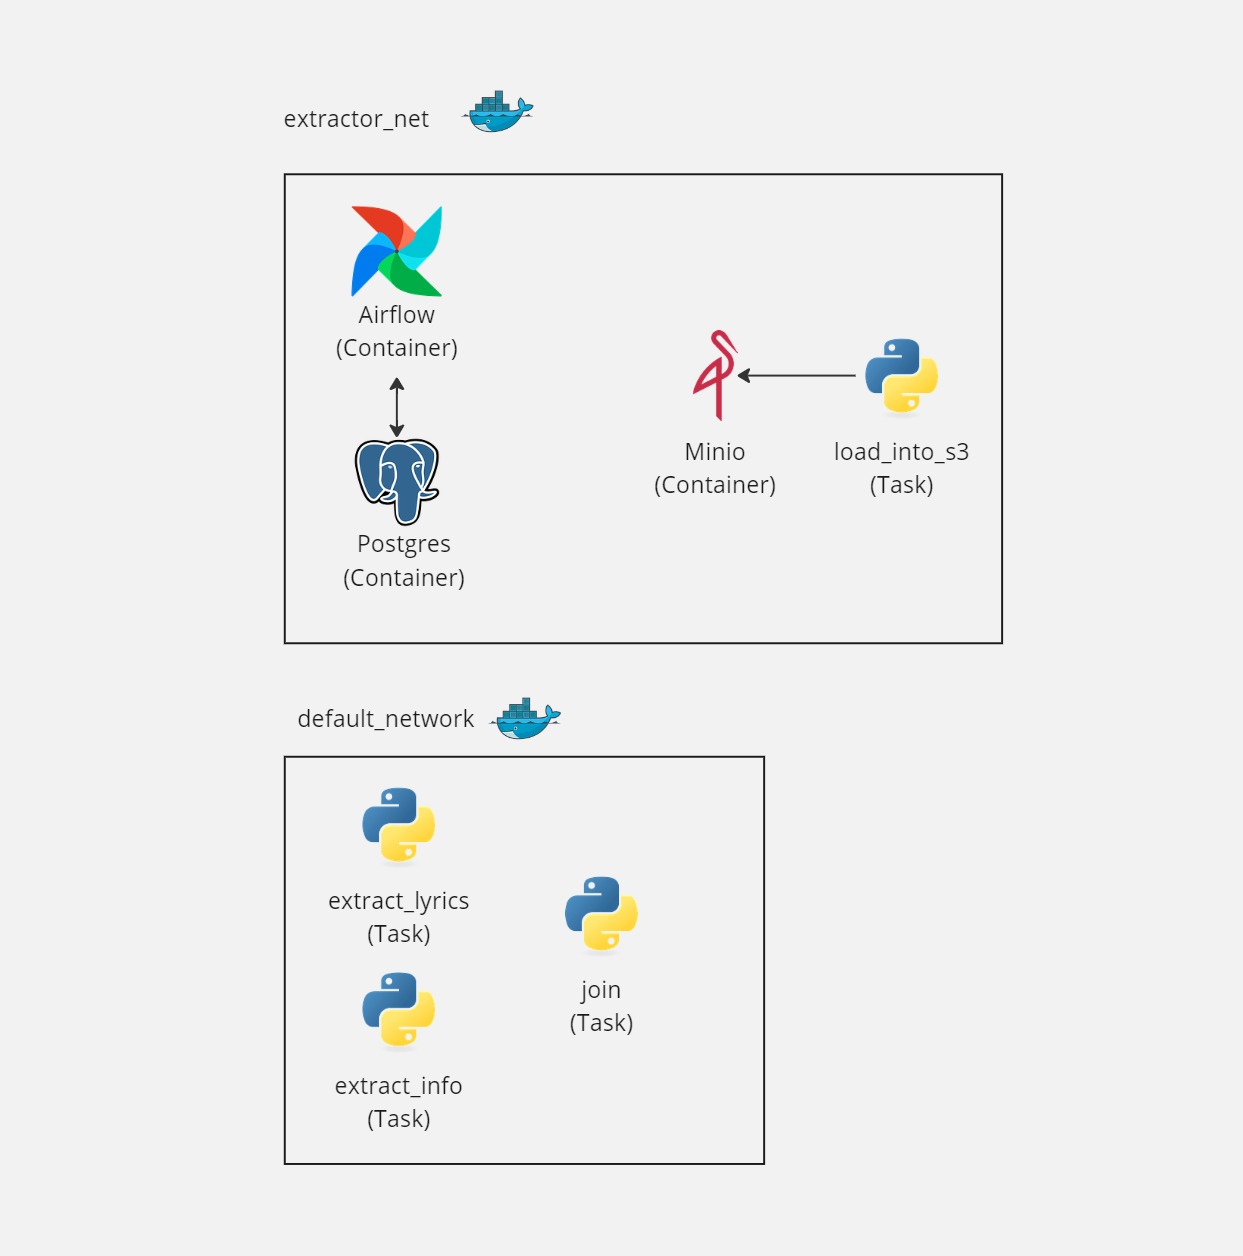 extractor_net
Airflow
(Container)
Postgres
(Container)
Minio
(Container)
load_into_s3
(Task)
default_network
extract_lyrics
(Task)
extract_info
(Task)
join
(Task)